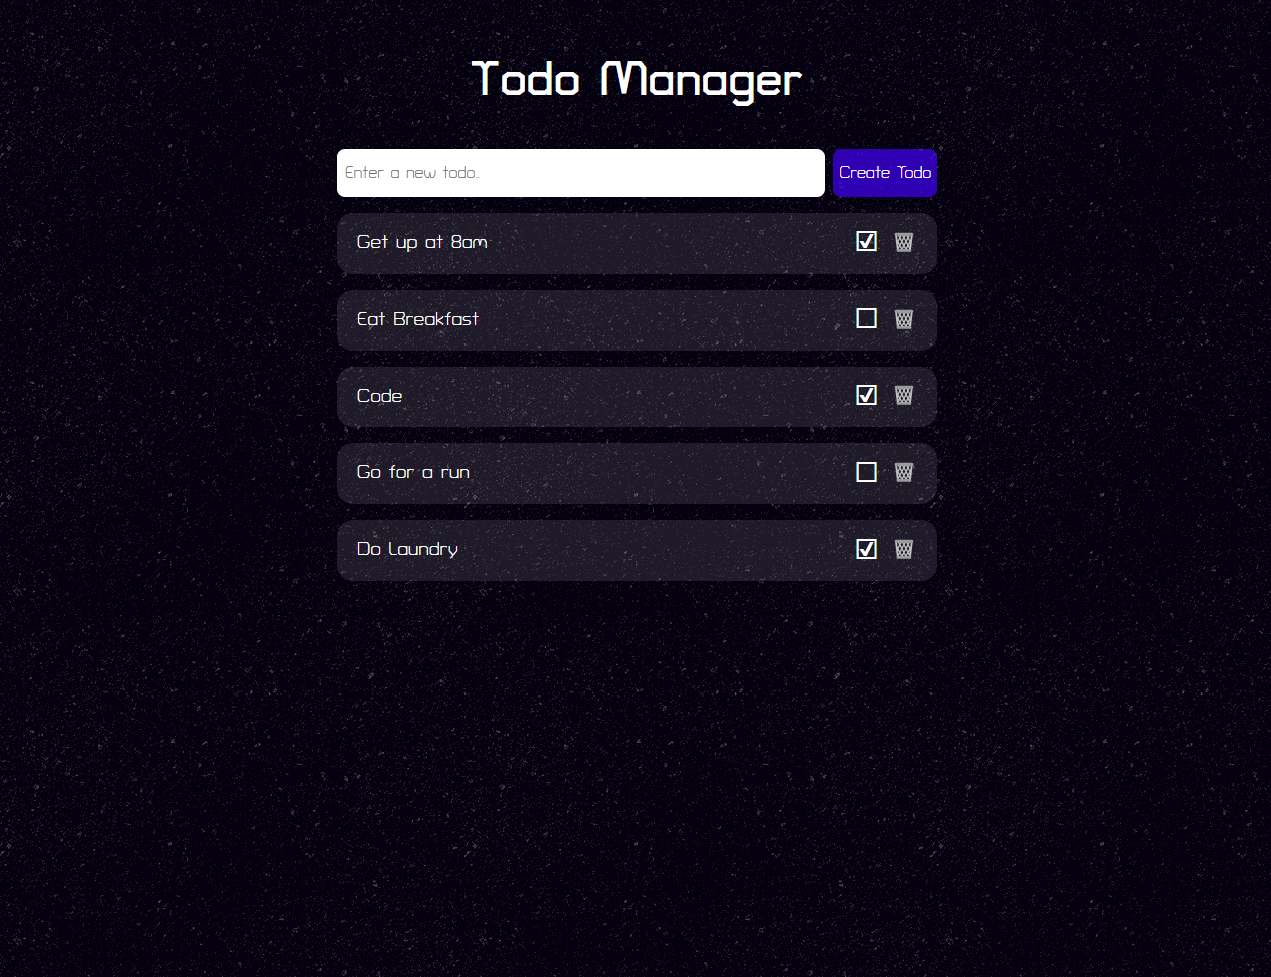 Todo Manager
Enter a new todo..
Create Todo
Get up at 8am
Eat Breakfast
Code
Go for a run
Do Laundry